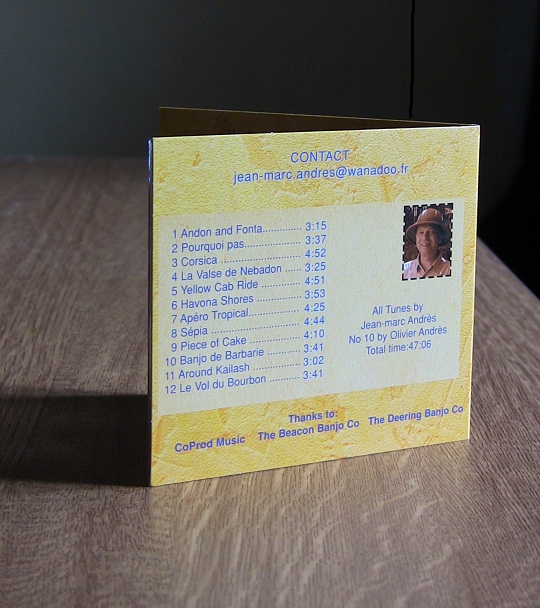 CONTACT
jean-marc.andres@wanadoo.fr
1 Andon and Fonta.............. 3:15
2 Pourquoi pas.................... 3:37
3 Corsica ............................ 4:52
4 La Valse de Nebadon ...... 3:25
5 Yellow Cab Ride .............. 4:51
6 Havona Shores ................ 3:53
7 Apéro Tropical.................. 4:25
8 Sépia ................................ 4:44
9 Piece of Cake .................. 4:10
10 Banjo de Barbarie ........... 3:41
11 Around Kailash ............... 3:02
12 Le Vol du Bourbon ........... 3:41
All Tunes by
Jean-marc Andrès
No 10 by Olivier Andrès
Total time:47:06
Thanks to:
CoProd Music The Beacon Banjo Co The Deering Banjo Co